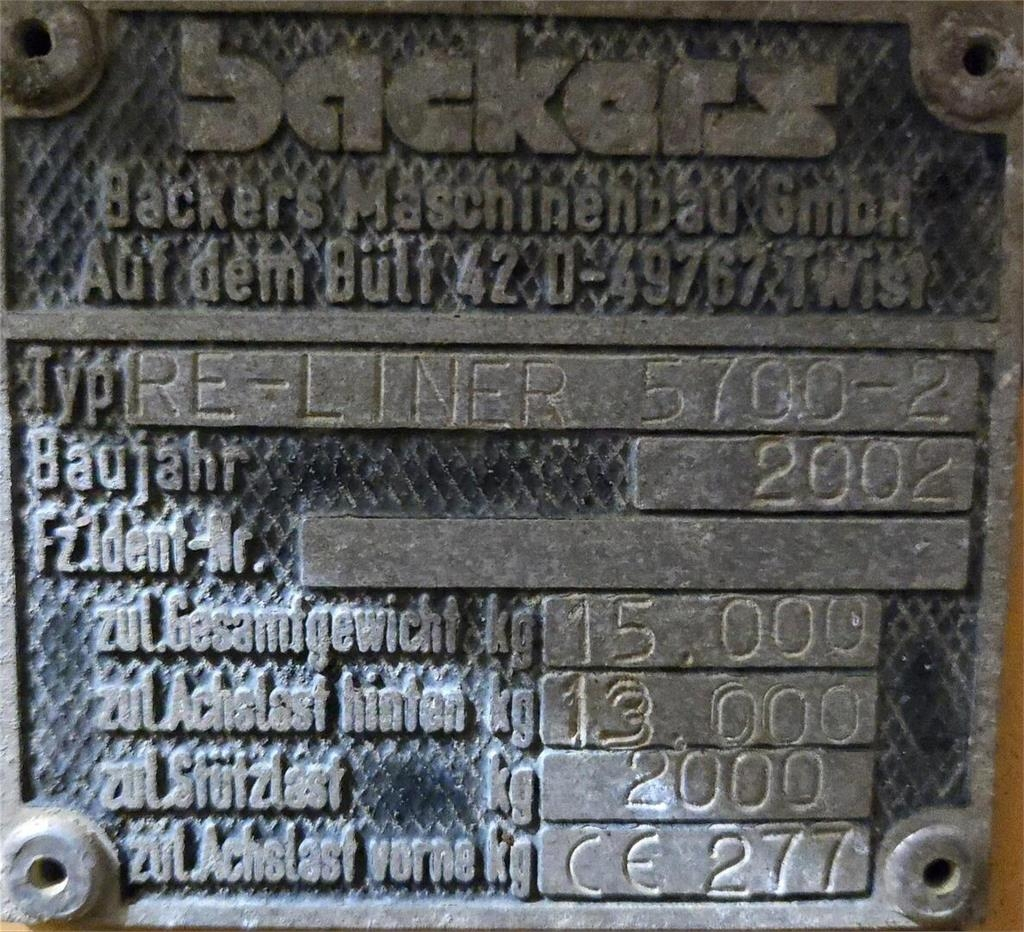 backers
Backers Maschinenbau GmbH
Auf dem Bült 42 D-49767 Twist
Typ RE-LINER 5700-2
Baujahr 2002
Fz.Ident-Nr.
zul.Gesamtgewicht kg 15.000
zul.Achslast hinten kg 13.000
zul.Stützlast kg 2000
zul.Achslast vorne kg CE 277